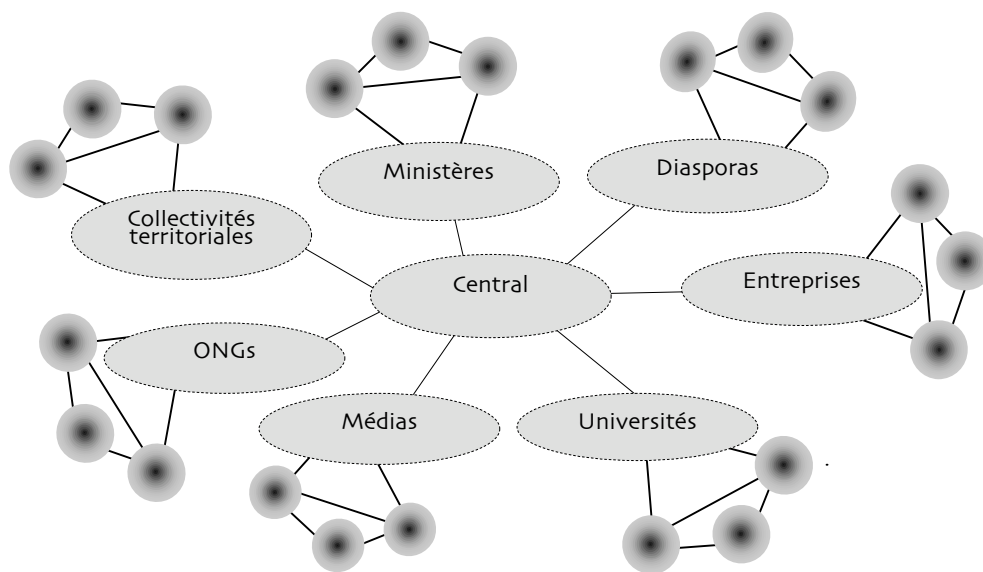 Ministères
Diasporas
Collectivités
territoriales
Central
Entreprises
ONGs
Médias
Universités